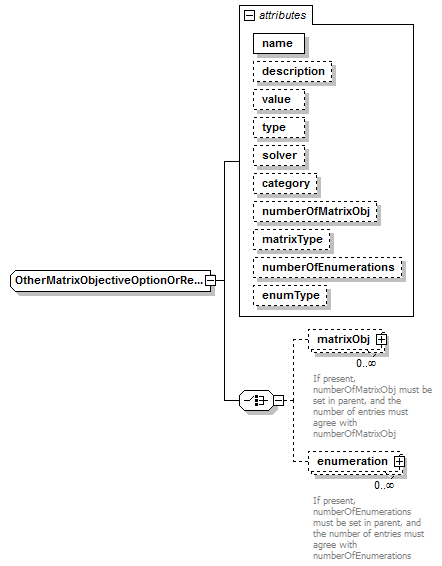 attributes
name
description
value
type
solver
category
numberOfMatrixObj
matrixType
numberOfEnumerations
enumType
OtherMatrixObjectiveOptionOrRe...
matrixObj
0..∞
If present,
numberOfMatrixObj must be
set in parent, and the
number of entries must
agree with
numberOfMatrixObj
enumeration
0..∞
If present,
numberOfEnumerations
must be set in parent, and
the number of entries must
agree with
numberOfEnumerations